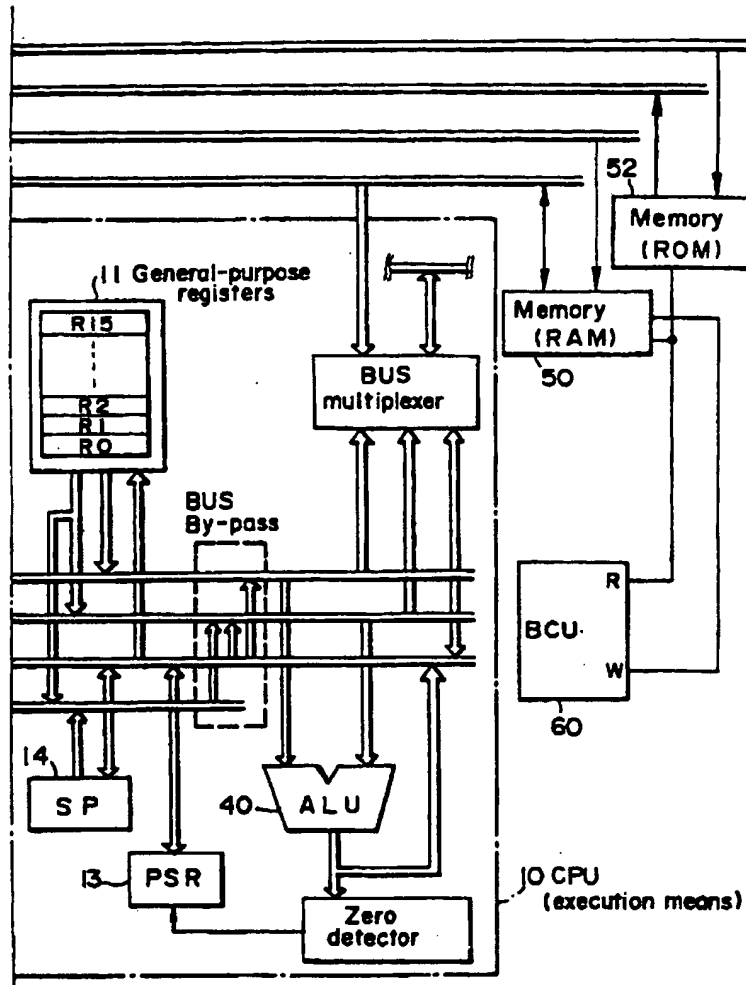 52
Memory
(ROM)
11 General-purpose
registers
R15
R2
R1
R0
Memory
(RAM)
50
BUS
multiplexer
BUS
By-pass
R
BCU
W
60
14
SP
40
ALU
13
PSR
10 CPU
(execution means)
Zero
detector